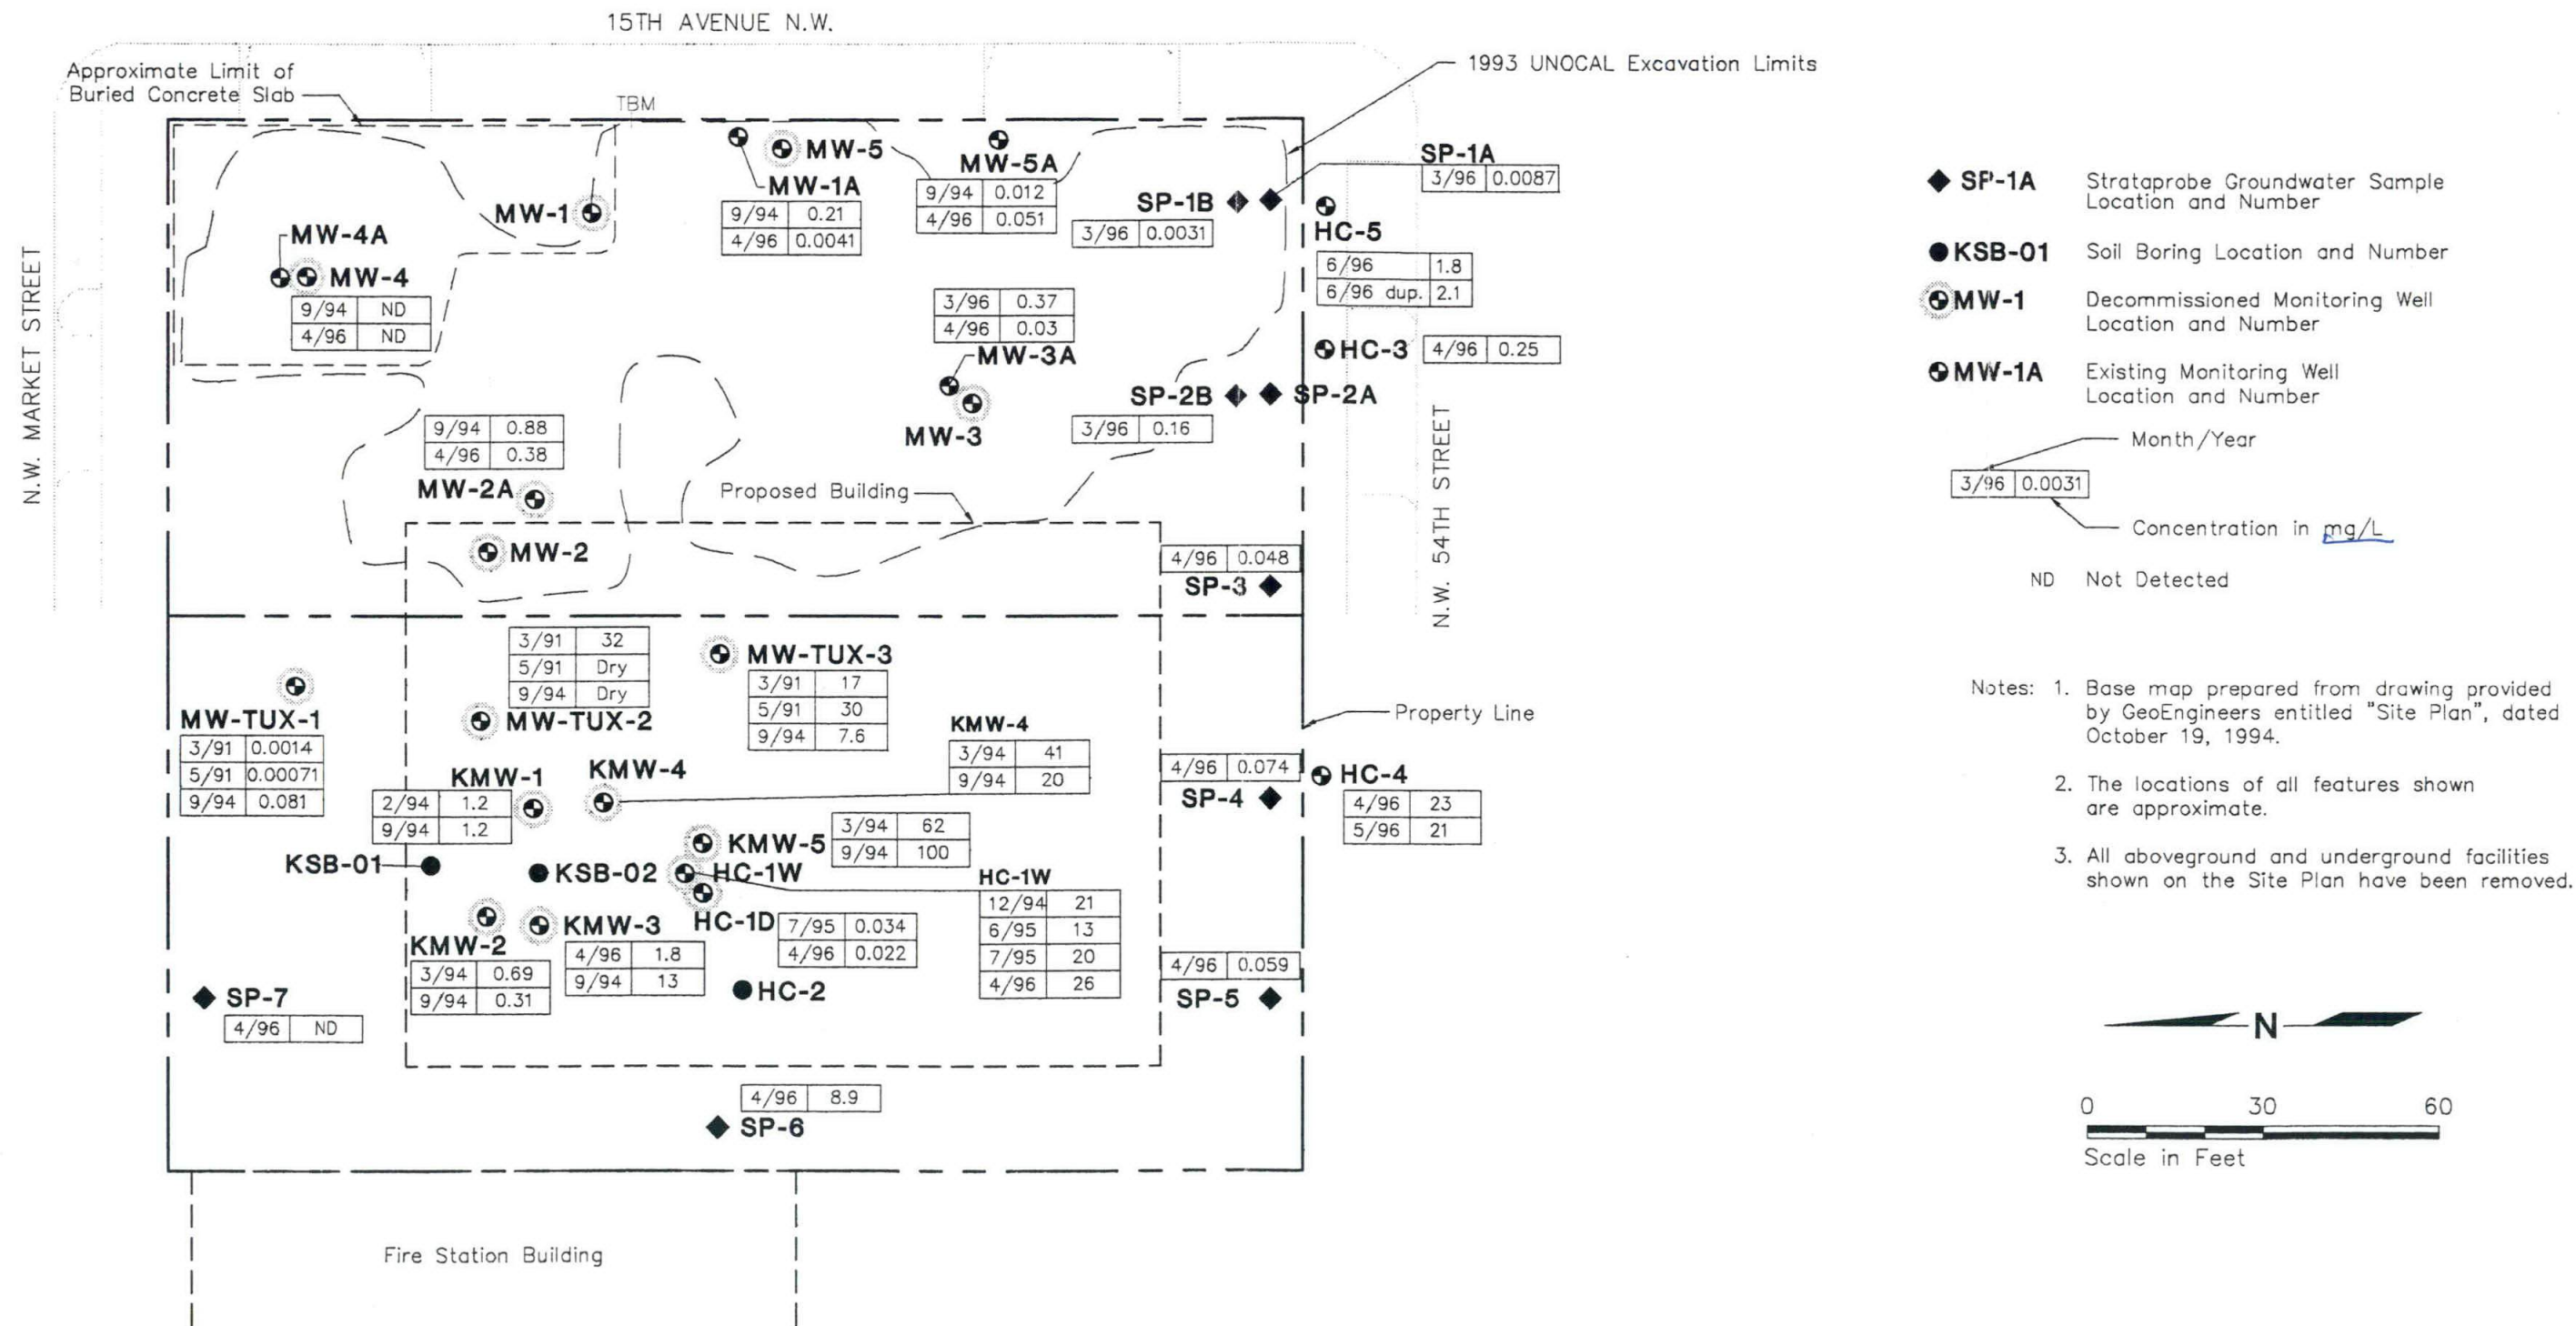 15TH AVENUE N.W.
Approximate Limit of
Buried Concrete Slab
TBM
1993 UNOCAL Excavation Limits
N.W. MARKET STREET
N.W. 54TH STREET
MW-5
MW-1A
9/94 0.21
4/96 0.0041
MW-5A
9/94 0.012
4/96 0.051
SP-1A
3/96 0.0087
SP-1B
3/96 0.0031
HC-5
6/96 1.8
6/96 dup. 2.1
MW-1
MW-4A
MW-4
9/94 ND
4/96 ND
3/96 0.37
4/96 0.03
MW-3A
MW-3
HC-3
4/96 0.25
SP-2B
SP-2A
3/96 0.16
9/94 0.88
4/96 0.38
MW-2A
Proposed Building
MW-2
4/96 0.048
SP-3
3/91 32
5/91 Dry
9/94 Dry
MW-TUX-2
MW-TUX-3
3/91 17
5/91 30
9/94 7.6
MW-TUX-1
3/91 0.0014
5/91 0.00071
9/94 0.081
Property Line
KMW-4
3/94 41
9/94 20
KMW-1
2/94 1.2
9/94 1.2
KMW-4
4/96 0.074
SP-4
HC-4
4/96 23
5/96 21
KMW-5
3/94 62
9/94 100
KSB-01
KSB-02
HC-1W
HC-1W
12/94 21
6/95 13
7/95 20
4/96 26
HC-1D
7/95 0.034
4/96 0.022
KMW-2
3/94 0.69
9/94 0.31
KMW-3
4/96 1.8
9/94 13
HC-2
4/96 0.059
SP-5
SP-7
4/96 ND
4/96 8.9
SP-6
Fire Station Building
SP-1A Strataprobe Groundwater Sample
Location and Number
KSB-01 Soil Boring Location and Number
MW-1 Decommissioned Monitoring Well
Location and Number
MW-1A Existing Monitoring Well
Location and Number
Month/Year
3/96 0.0031
Concentration in mg/L
ND Not Detected
Notes: 1. Base map prepared from drawing provided
by GeoEngineers entitled "Site Plan", dated
October 19, 1994.
2. The locations of all features shown
are approximate.
3. All aboveground and underground facilities
shown on the Site Plan have been removed.
N
0 30 60
Scale in Feet